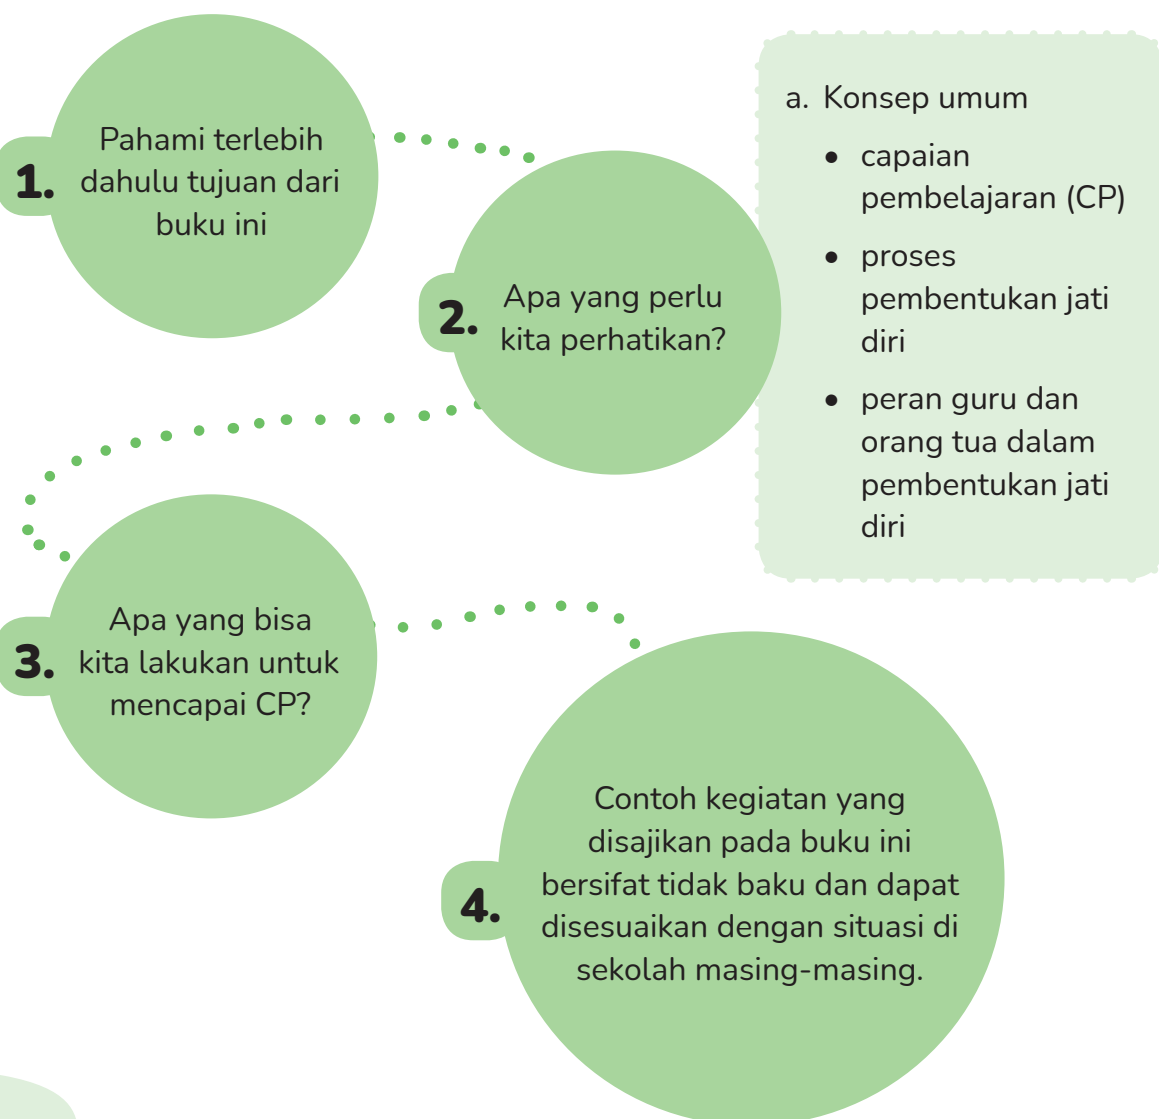 1.
Pahami terlebih
dahulu tujuan dari
buku ini
2.
Apa yang perlu
kita perhatikan?
a. Konsep umum
• capaian
pembelajaran (CP)
• proses
pembentukan jati
diri
• peran guru dan
orang tua dalam
pembentukan jati
diri
3.
Apa yang bisa
kita lakukan untuk
mencapai CP?
4.
Contoh kegiatan yang
disajikan pada buku ini
bersifat tidak baku dan dapat
disesuaikan dengan situasi di
sekolah masing-masing.